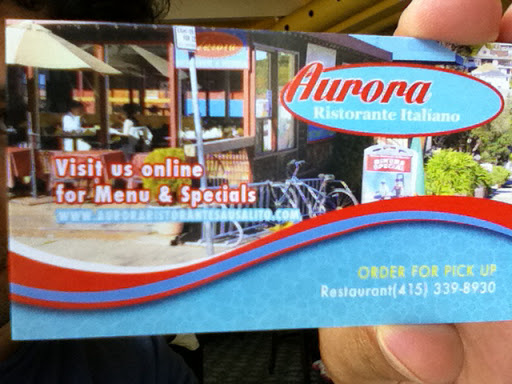 Aurora
Ristorante Italiano
Visit us online
for Menu & Specials
WWW.AURORARISTORANTESAUSALITO.COM
ORDER FOR PICK UP
Restaurant(415) 339-8930